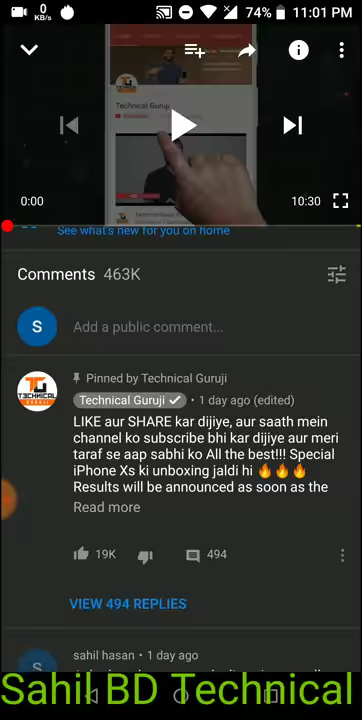 0
KB/s
74%
11:01 PM
Technical Guruji
0:00
10:30
See what's new for you on home
Comments 463K
S
Add a public comment...
TU
TECHNICAL
GURUJI
Pinned by Technical Guruji
Technical Guruji • 1 day ago (edited)
LIKE aur SHARE kar dijiye, aur saath mein
channel ko subscribe bhi kar dijiye aur meri
taraf se aap sabhi ko All the best!!! Special
iPhone Xs ki unboxing jaldi hi 🔥🔥🔥
Results will be announced as soon as the
Read more
19K
494
VIEW 494 REPLIES
S
sahil hasan • 1 day ago
Sahil BD Technical